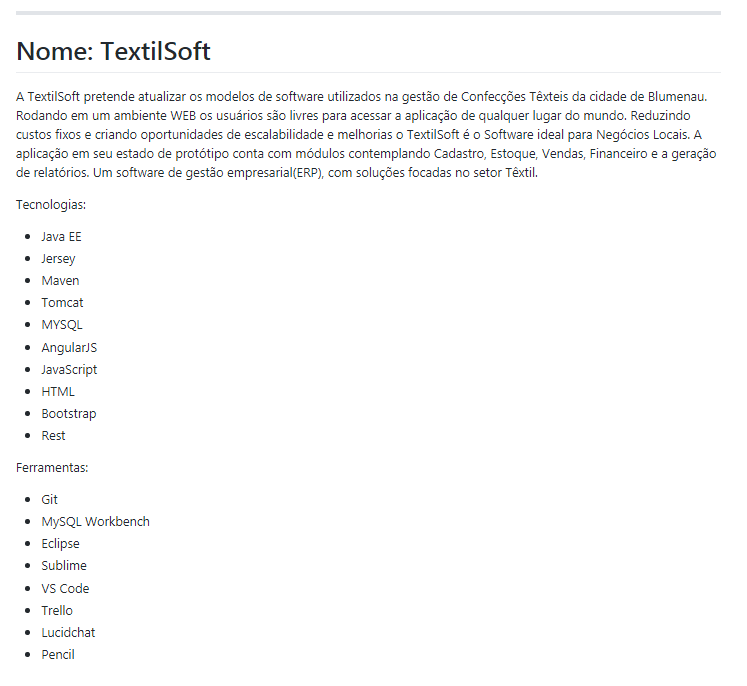 Nome: TextilSoft
A TextilSoft pretende atualizar os modelos de software utilizados na gestão de Confecções Têxteis da cidade de Blumenau.
Rodando em um ambiente WEB os usuários são livres para acessar a aplicação de qualquer lugar do mundo. Reduzindo
custos fixos e criando oportunidades de escalabilidade e melhorias o TextilSoft é o Software ideal para Negócios Locais. A
aplicação em seu estado de protótipo conta com módulos contemplando Cadastro, Estoque, Vendas, Financeiro e a geração
de relatórios. Um software de gestão empresarial(ERP), com soluções focadas no setor Têxtil.
Tecnologias:
• Java EE
• Jersey
• Maven
• Tomcat
• MYSQL
• AngularJS
• JavaScript
• HTML
• Bootstrap
• Rest
Ferramentas:
• Git
• MySQL Workbench
• Eclipse
• Sublime
• VS Code
• Trello
• Lucidchat
• Pencil